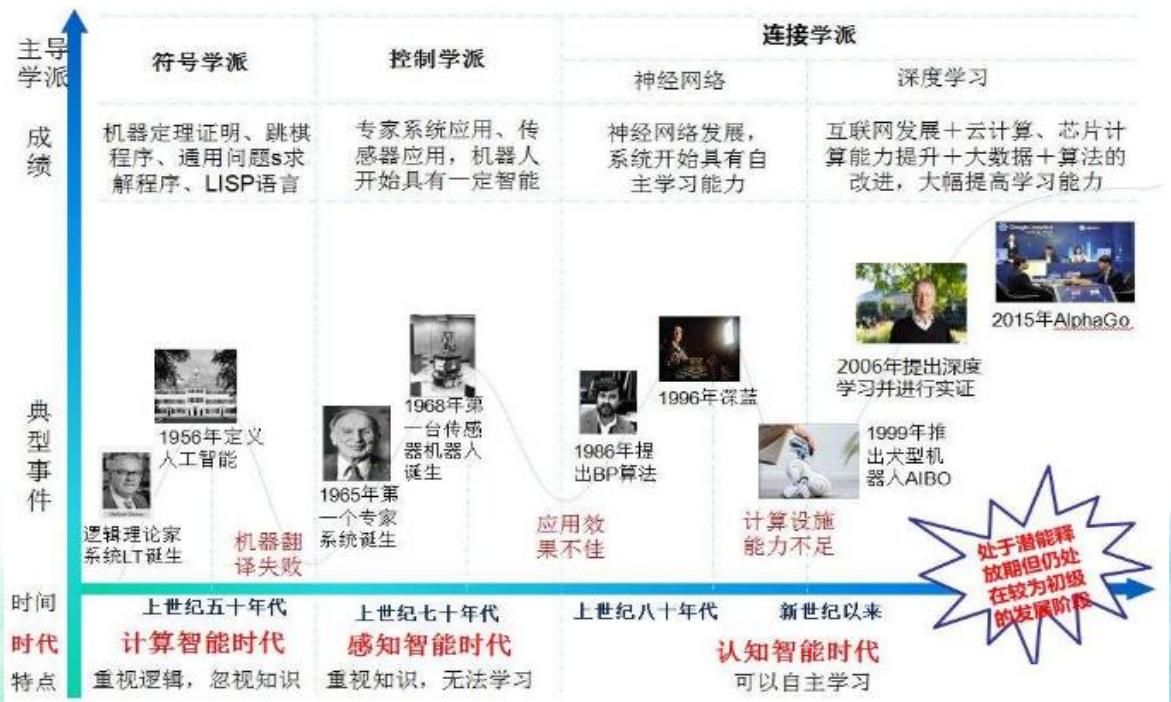 主导
学派
符号学派
控制学派
连接学派
神经网络
深度学习
成
绩
机器定理证明、跳棋
程序、通用问题s求
解程序、LISP语言
专家系统应用、传
感器应用，机器人
开始具有一定智能
神经网络发展，
系统开始具有自
主学习能力
互联网发展＋云计算、芯片计
算能力提升＋大数据＋算法的
改进，大幅提高学习能力
典
型
事
件
逻辑理论家
系统LT诞生
1956年定义
人工智能
机器翻
译失败
1965年第
一个专家
系统诞生
1968年第
一台传感
器机器人
诞生
应用效
果不佳
1986年提
出BP算法
1996年深蓝
计算设施
能力不足
1999年推
出犬型机
器人AIBO
2006年提出深度
学习并进行实证
2015年AlphaGo
处于潜能释
放期但仍处
在较为初级
的发展阶段
时间
上世纪五十年代
上世纪七十年代
上世纪八十年代
新世纪以来
时代
计算智能时代
感知智能时代
认知智能时代
特点
重视逻辑，忽视知识
重视知识，无法学习
可以自主学习